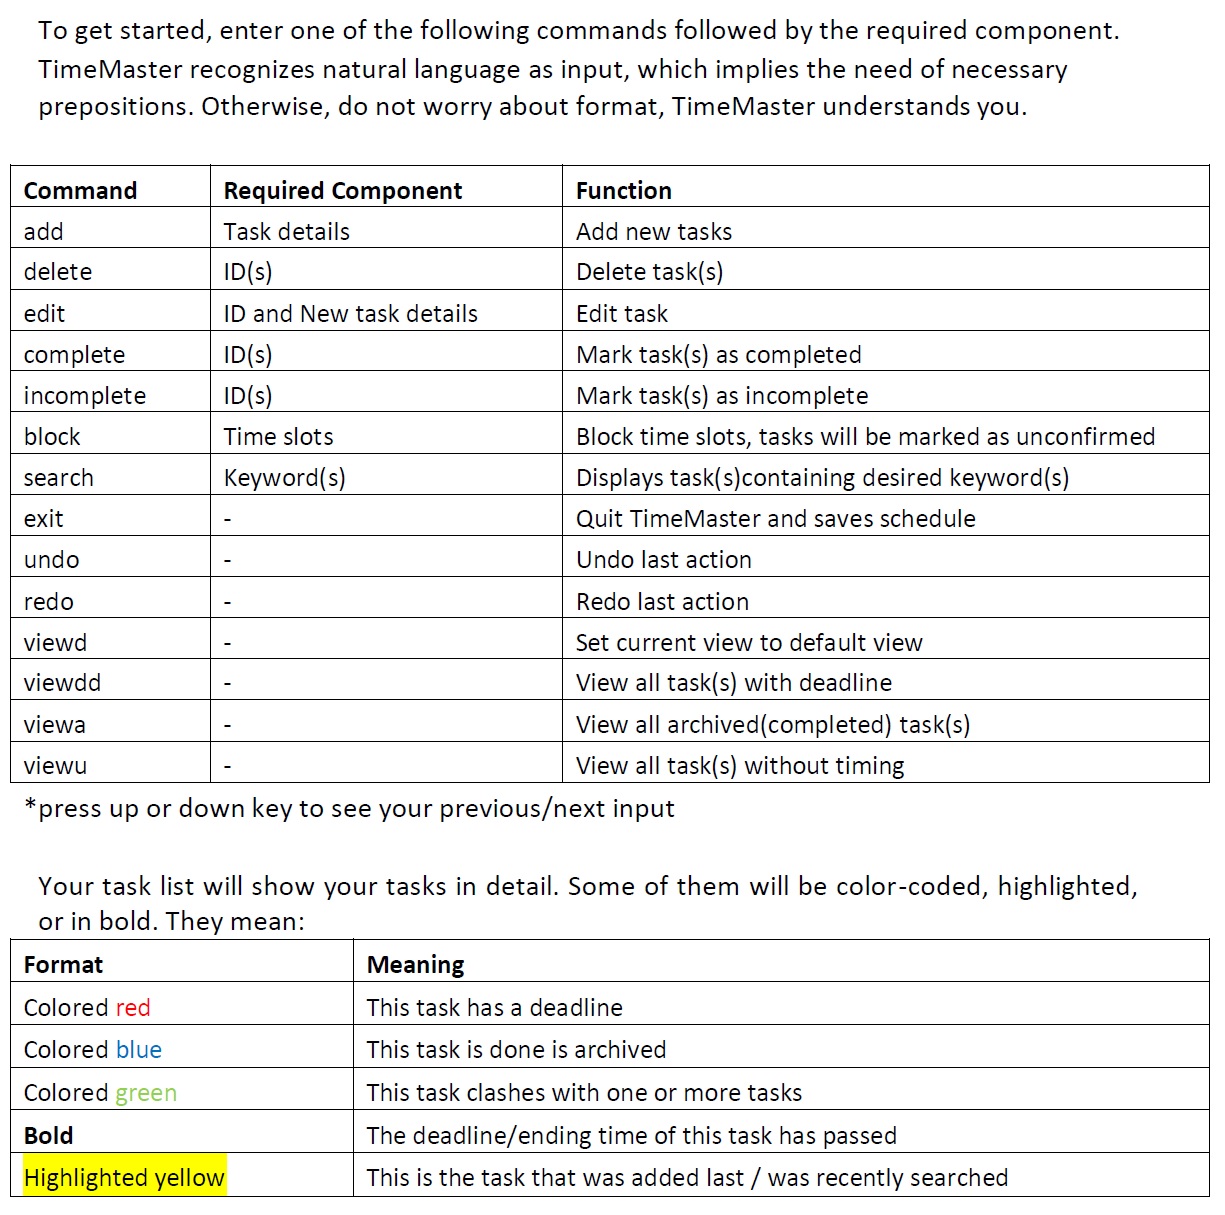 To get started, enter one of the following commands followed by the required component.
TimeMaster recognizes natural language as input, which implies the need of necessary
prepositions. Otherwise, do not worry about format, TimeMaster understands you.
Command Required Component Function
add Task details Add new tasks
delete ID(s) Delete task(s)
edit ID and New task details Edit task
complete ID(s) Mark task(s) as completed
incomplete ID(s) Mark task(s) as incomplete
block Time slots Block time slots, tasks will be marked as unconfirmed
search Keyword(s) Displays task(s)containing desired keyword(s)
exit - Quit TimeMaster and saves schedule
undo - Undo last action
redo - Redo last action
viewd - Set current view to default view
viewdd - View all task(s) with deadline
viewa - View all archived(completed) task(s)
viewu - View all task(s) without timing
*press up or down key to see your previous/next input
Your task list will show your tasks in detail. Some of them will be color-coded, highlighted,
or in bold. They mean:
Format Meaning
Colored red This task has a deadline
Colored blue This task is done is archived
Colored green This task clashes with one or more tasks
Bold The deadline/ending time of this task has passed
Highlighted yellow This is the task that was added last / was recently searched